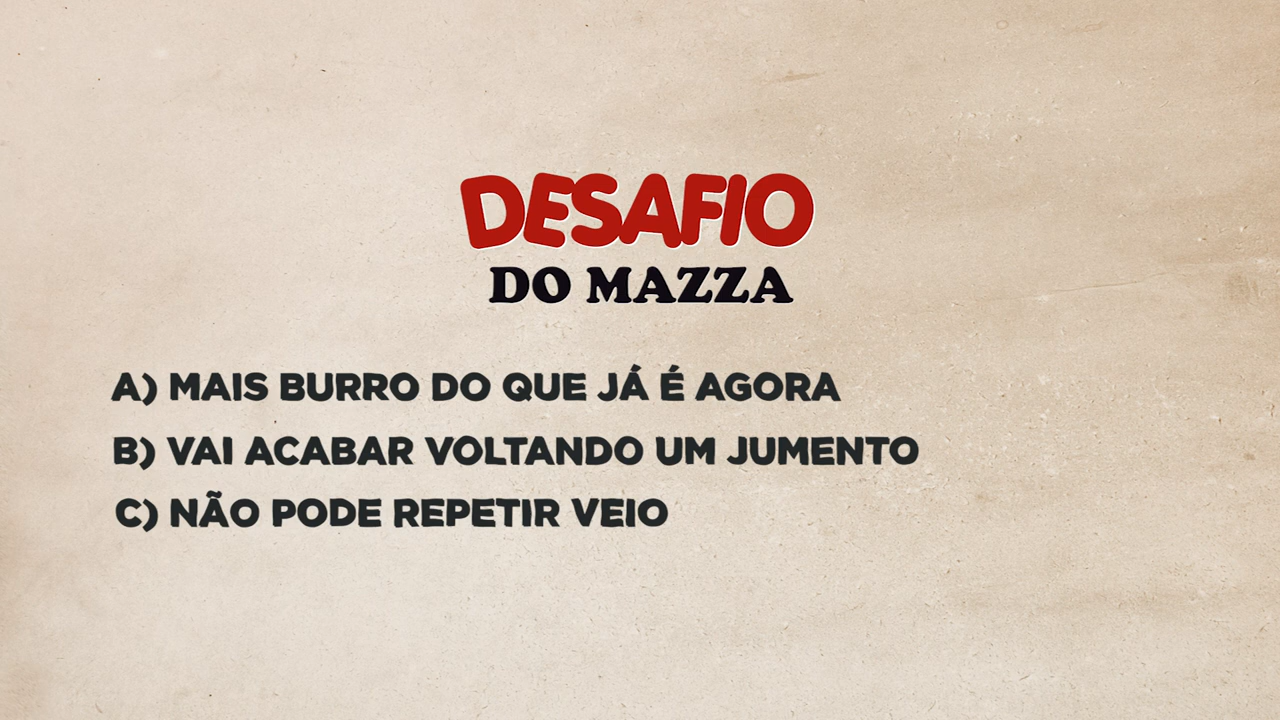 DESAFIO
DO MAZZA
A) MAIS BURRO DO QUE JÁ É AGORA
B) VAI ACABAR VOLTANDO UM JUMENTO
C) NÃO PODE REPETIR VEIO